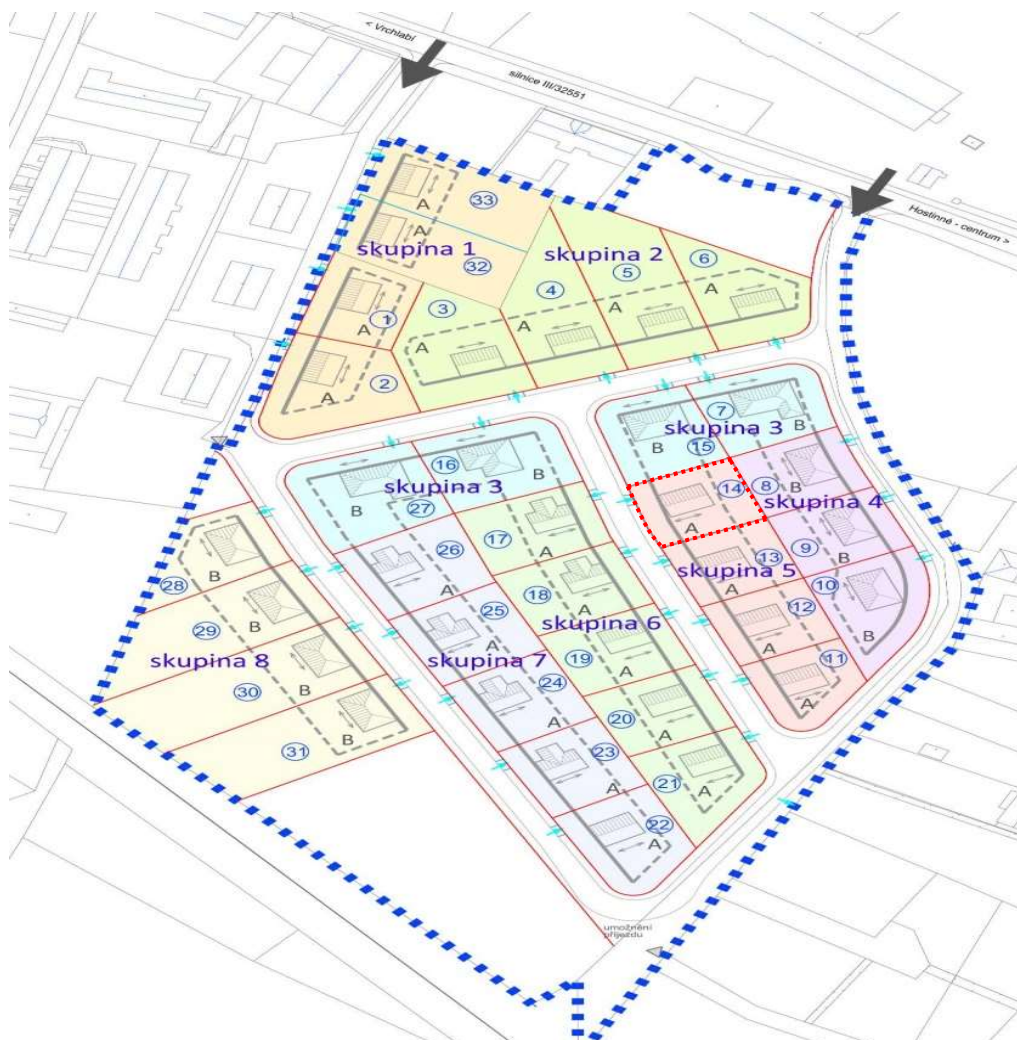 < Vrchlabí
silnice III/32551
Hostinné - centrum >
33
A
A
skupina 1
32
1
A
2
A
skupina 2
6
5
4
3
A
A
A
A
7
skupina 3
B
B
15
16
B
skupina 3
27
B
14
8
B
skupina 4
A
9
B
13
skupina 5
A
10
12
A
B
11
A
26
17
A
A
25
18
A
A
skupina 6
19
A
skupina 7
24
A
20
A
23
A
21
A
22
A
28
B
29
B
skupina 8
30
B
31
B
umožnění
příjezdu